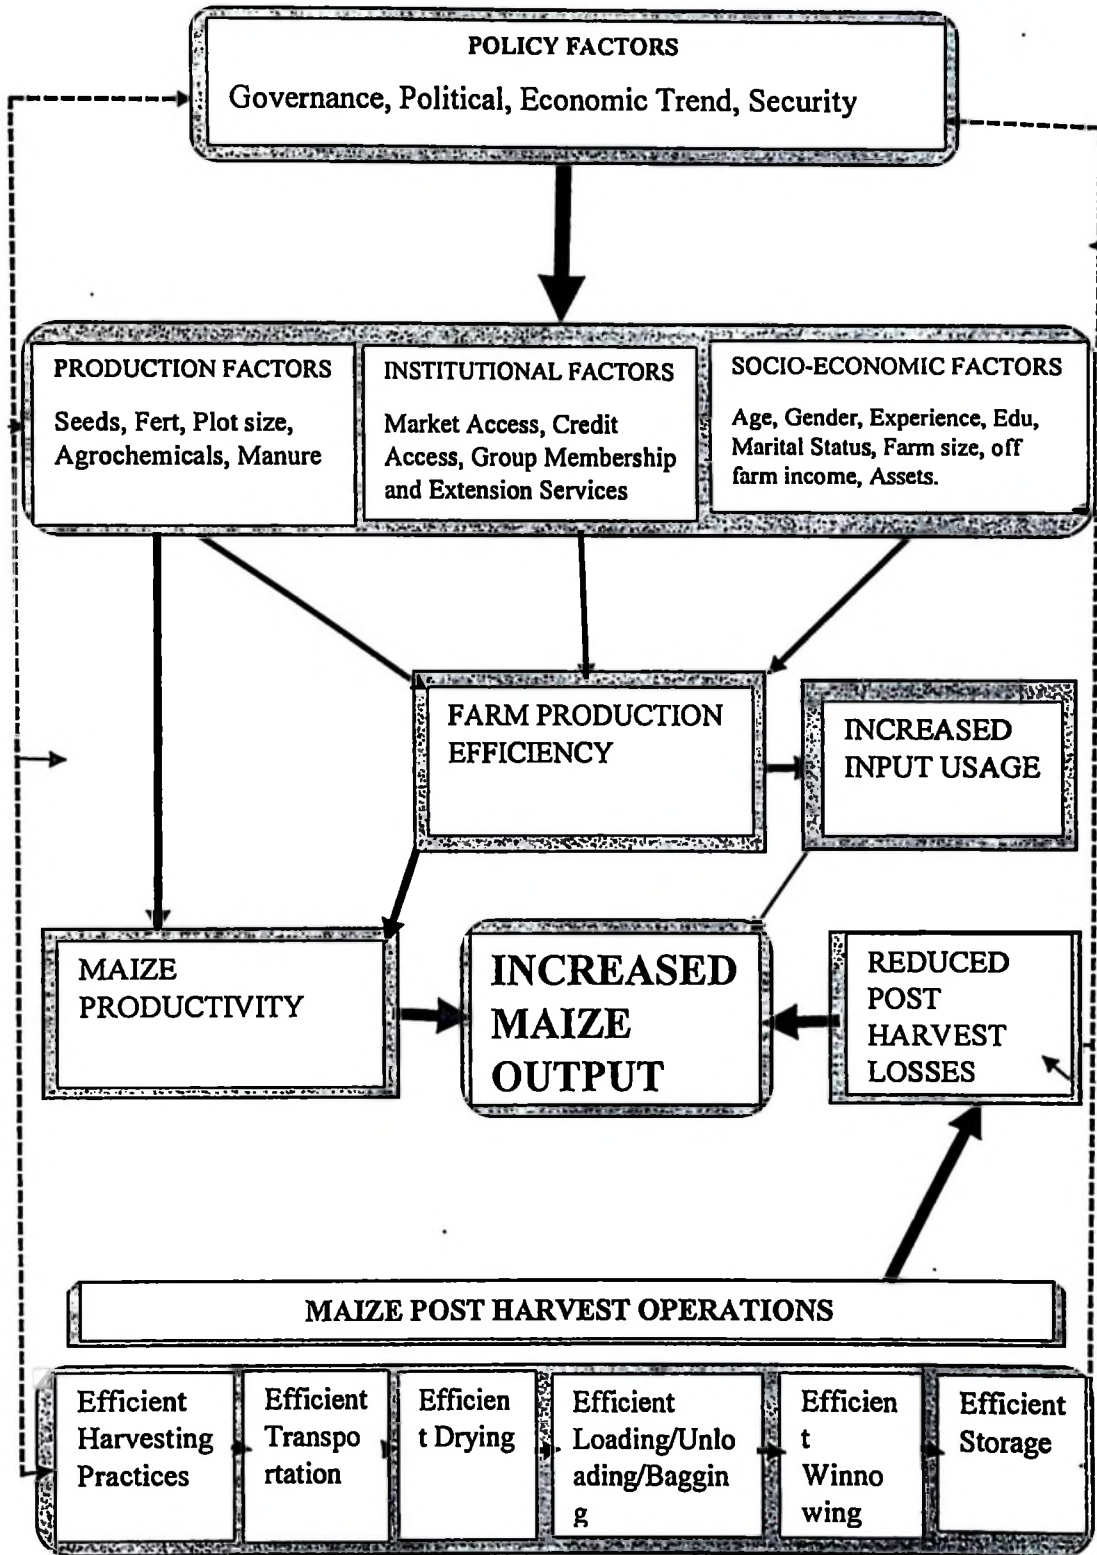 POLICY FACTORS
Governance, Political, Economic Trend, Security
PRODUCTION FACTORS
Seeds, Fert, Plot size,
Agrochemicals, Manure
INSTITUTIONAL FACTORS
Market Access, Credit
Access, Group Membership
and Extension Services
SOCIO-ECONOMIC FACTORS
Age, Gender, Experience, Edu,
Marital Status, Farm size, off
farm income, Assets.
FARM PRODUCTION
EFFICIENCY
INCREASED
INPUT USAGE
MAIZE
PRODUCTIVITY
INCREASED
MAIZE
OUTPUT
REDUCED
POST
HARVEST
LOSSES
MAIZE POST HARVEST OPERATIONS
Efficient
Harvesting
Practices
Efficient
Transpo
rtation
Efficien
t Drying
Efficient
Loading/Unlo
ading/Baggin
g
Efficien
t
Winno
wing
Efficient
Storage